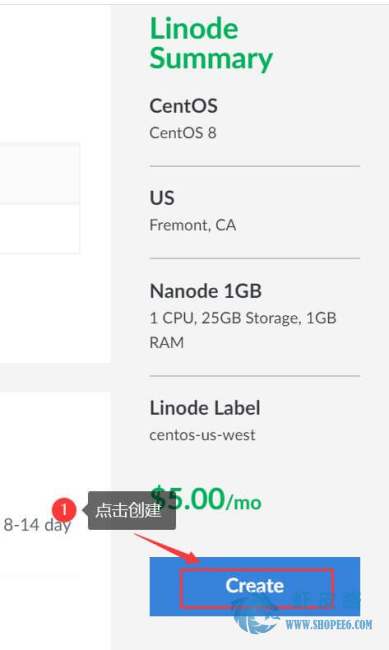 Linode
Summary
CentOS
CentOS 8
US
Fremont, CA
Nanode 1GB
1 CPU, 25GB Storage, 1GB
RAM
Linode Label
centos-us-west
$5.00/mo
1 点击创建
8-14 day
Create
WWW.SHOPEE6.COM